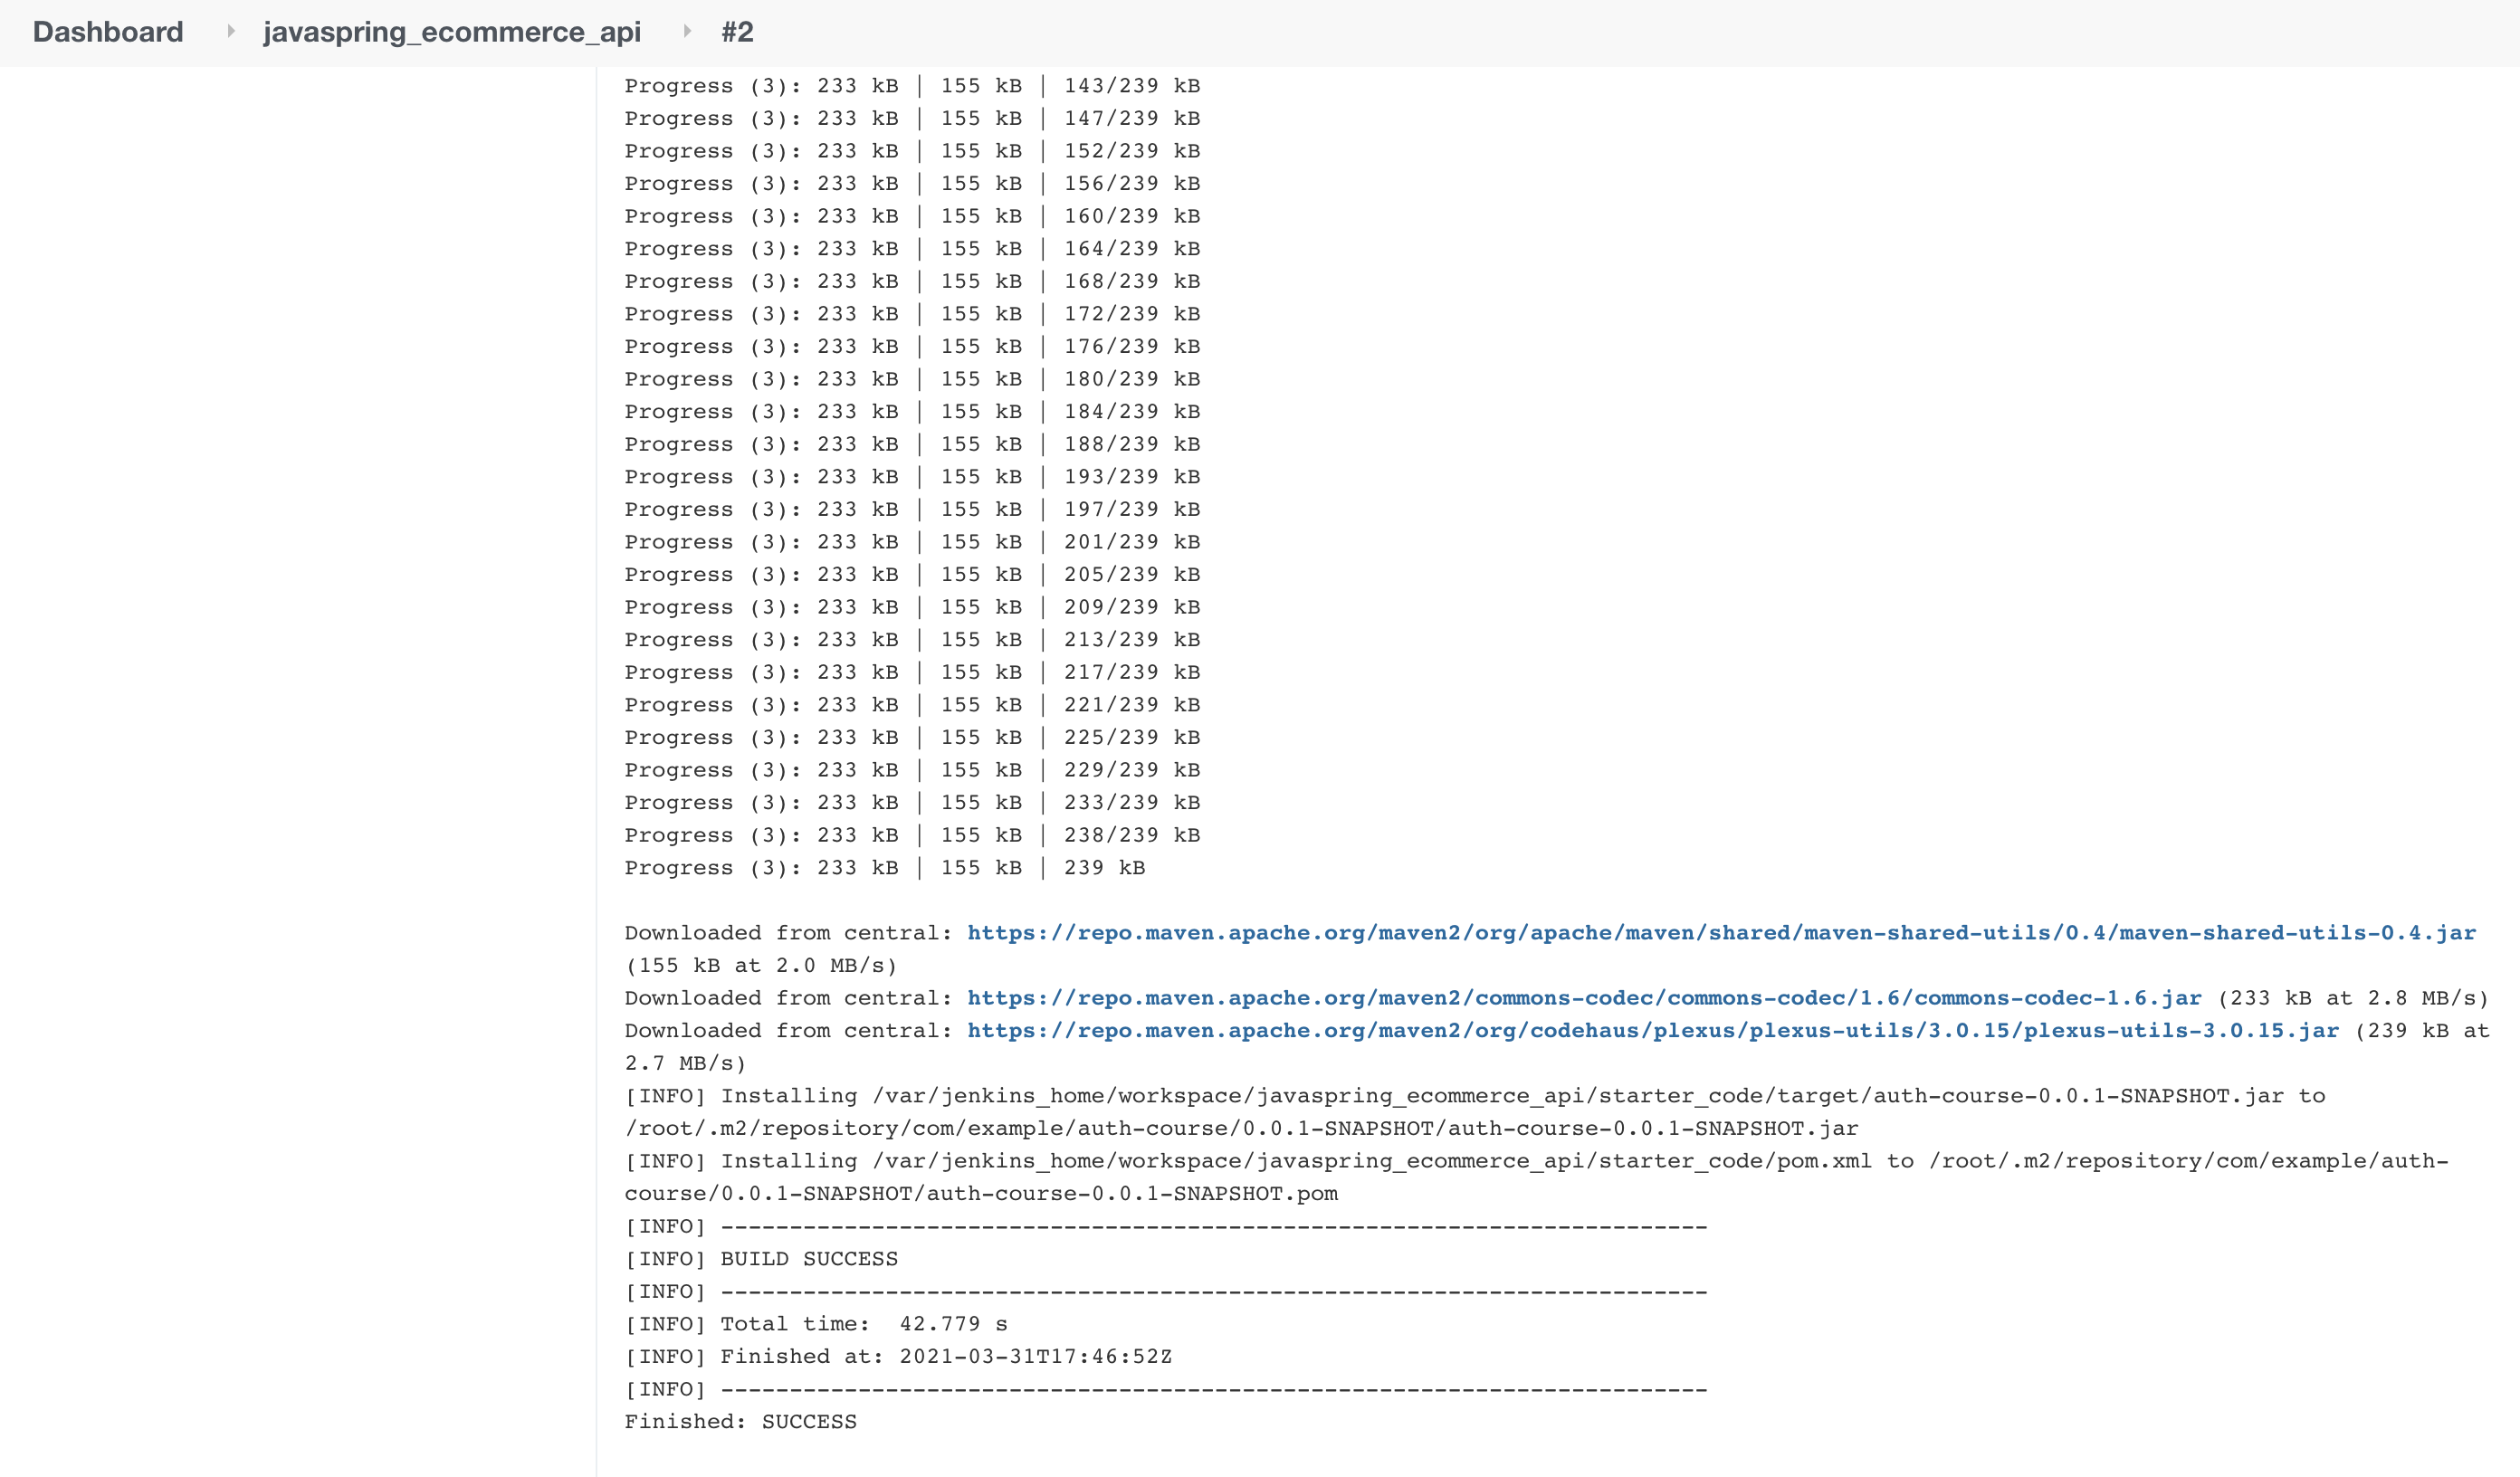 Dashboard javaspring_ecommerce_api #2
Progress (3): 233 kB | 155 kB | 143/239 kB
Progress (3): 233 kB | 155 kB | 147/239 kB
Progress (3): 233 kB | 155 kB | 152/239 kB
Progress (3): 233 kB | 155 kB | 156/239 kB
Progress (3): 233 kB | 155 kB | 160/239 kB
Progress (3): 233 kB | 155 kB | 164/239 kB
Progress (3): 233 kB | 155 kB | 168/239 kB
Progress (3): 233 kB | 155 kB | 172/239 kB
Progress (3): 233 kB | 155 kB | 176/239 kB
Progress (3): 233 kB | 155 kB | 180/239 kB
Progress (3): 233 kB | 155 kB | 184/239 kB
Progress (3): 233 kB | 155 kB | 188/239 kB
Progress (3): 233 kB | 155 kB | 193/239 kB
Progress (3): 233 kB | 155 kB | 197/239 kB
Progress (3): 233 kB | 155 kB | 201/239 kB
Progress (3): 233 kB | 155 kB | 205/239 kB
Progress (3): 233 kB | 155 kB | 209/239 kB
Progress (3): 233 kB | 155 kB | 213/239 kB
Progress (3): 233 kB | 155 kB | 217/239 kB
Progress (3): 233 kB | 155 kB | 221/239 kB
Progress (3): 233 kB | 155 kB | 225/239 kB
Progress (3): 233 kB | 155 kB | 229/239 kB
Progress (3): 233 kB | 155 kB | 233/239 kB
Progress (3): 233 kB | 155 kB | 238/239 kB
Progress (3): 233 kB | 155 kB | 239 kB
Downloaded from central: https://repo.maven.apache.org/maven2/org/apache/maven/shared/maven-shared-utils/0.4/maven-shared-utils-0.4.jar
(155 kB at 2.0 MB/s)
Downloaded from central: https://repo.maven.apache.org/maven2/commons-codec/commons-codec/1.6/commons-codec-1.6.jar (233 kB at 2.8 MB/s)
Downloaded from central: https://repo.maven.apache.org/maven2/org/codehaus/plexus/plexus-utils/3.0.15/plexus-utils-3.0.15.jar (239 kB at
2.7 MB/s)
[INFO] Installing /var/jenkins_home/workspace/javaspring_ecommerce_api/starter_code/target/auth-course-0.0.1-SNAPSHOT.jar to
/root/.m2/repository/com/example/auth-course/0.0.1-SNAPSHOT/auth-course-0.0.1-SNAPSHOT.jar
[INFO] Installing /var/jenkins_home/workspace/javaspring_ecommerce_api/starter_code/pom.xml to /root/.m2/repository/com/example/auth-
course/0.0.1-SNAPSHOT/auth-course-0.0.1-SNAPSHOT.pom
[INFO] ------------------------------------------------------------------------
[INFO] BUILD SUCCESS
[INFO] ------------------------------------------------------------------------
[INFO] Total time:  42.779 s
[INFO] Finished at: 2021-03-31T17:46:52Z
[INFO] ------------------------------------------------------------------------
Finished: SUCCESS